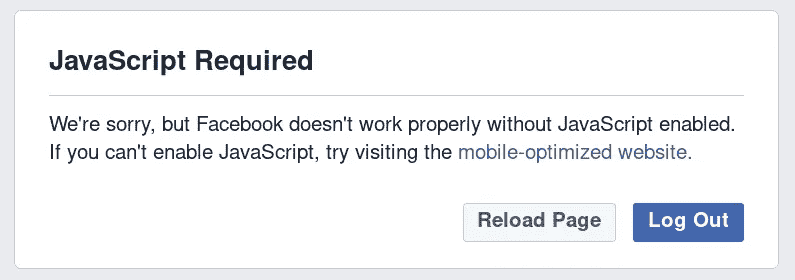 JavaScript Required
We're sorry, but Facebook doesn't work properly without JavaScript enabled.
If you can't enable JavaScript, try visiting the mobile-optimized website.
Reload Page
Log Out